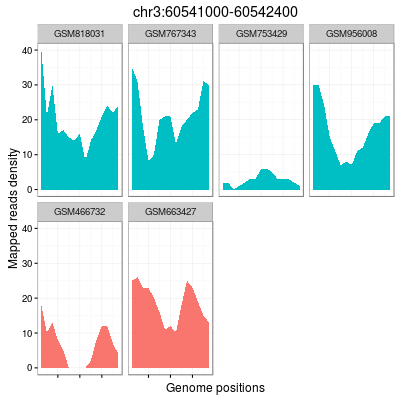 chr3:60541000-60542400
GSM818031 GSM767343 GSM753429 GSM956008
40
30
20
10
0
Mapped reads density
GSM466732 GSM663427
40
30
20
10
0
Genome positions